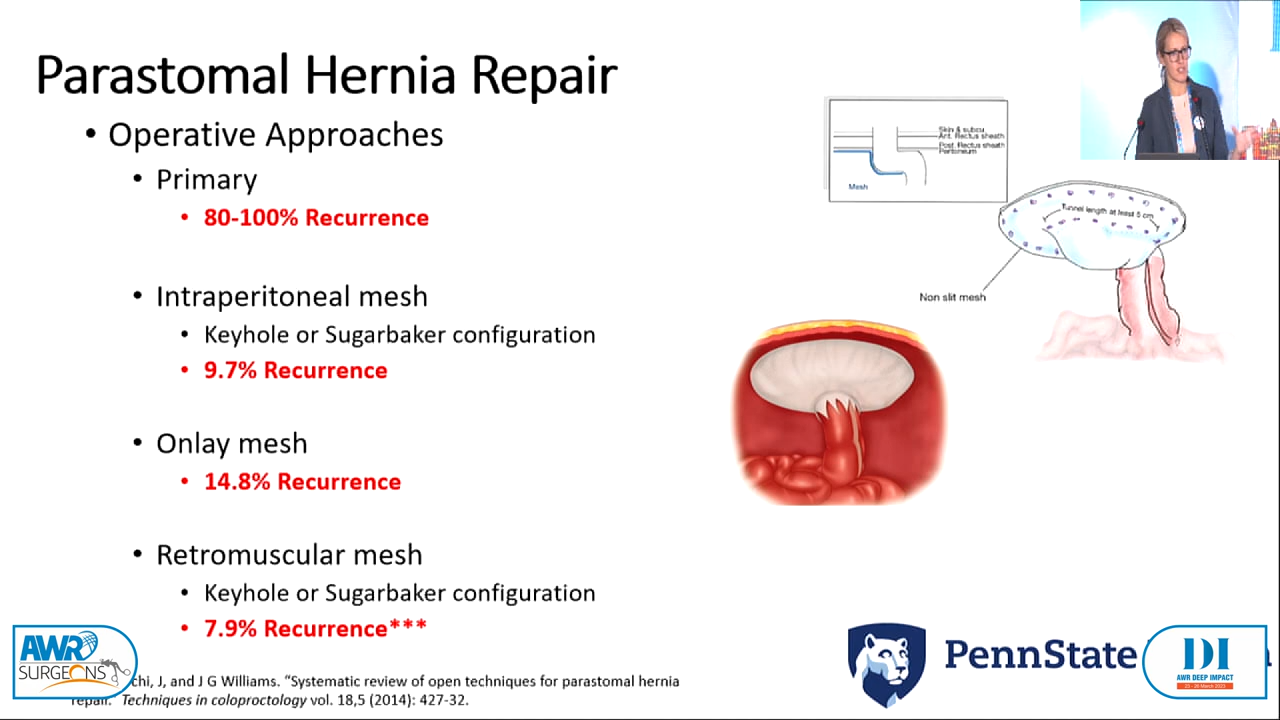 Parastomal Hernia Repair
• Operative Approaches
• Primary
• 80-100% Recurrence
• Intraperitoneal mesh
• Keyhole or Sugarbaker configuration
• 9.7% Recurrence
• Onlay mesh
• 14.8% Recurrence
• Retromuscular mesh
• Keyhole or Sugarbaker configuration
• 7.9% Recurrence***
Skin & subcu
Ant. Rectus sheath
Post. Rectus sheath
Peritoneum
Mesh
Tunnel length at least 5 cm
Non slit mesh
AWR
SURGEONS
chi, J, and J G Williams. “Systematic review of open techniques for parastomal hernia
repair." Techniques in coloproctology vol. 18,5 (2014): 427-32.
PennState
DI
AWR DEEP IMPACT